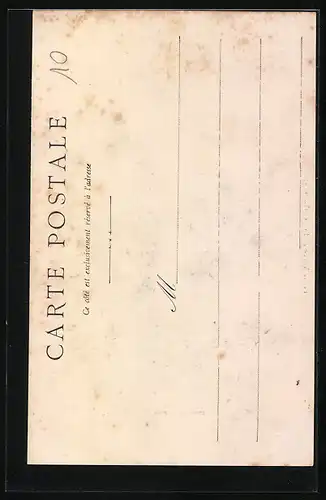 10
CARTE POSTALE
Ce côté est exclusivement réservé à l'adresse
M